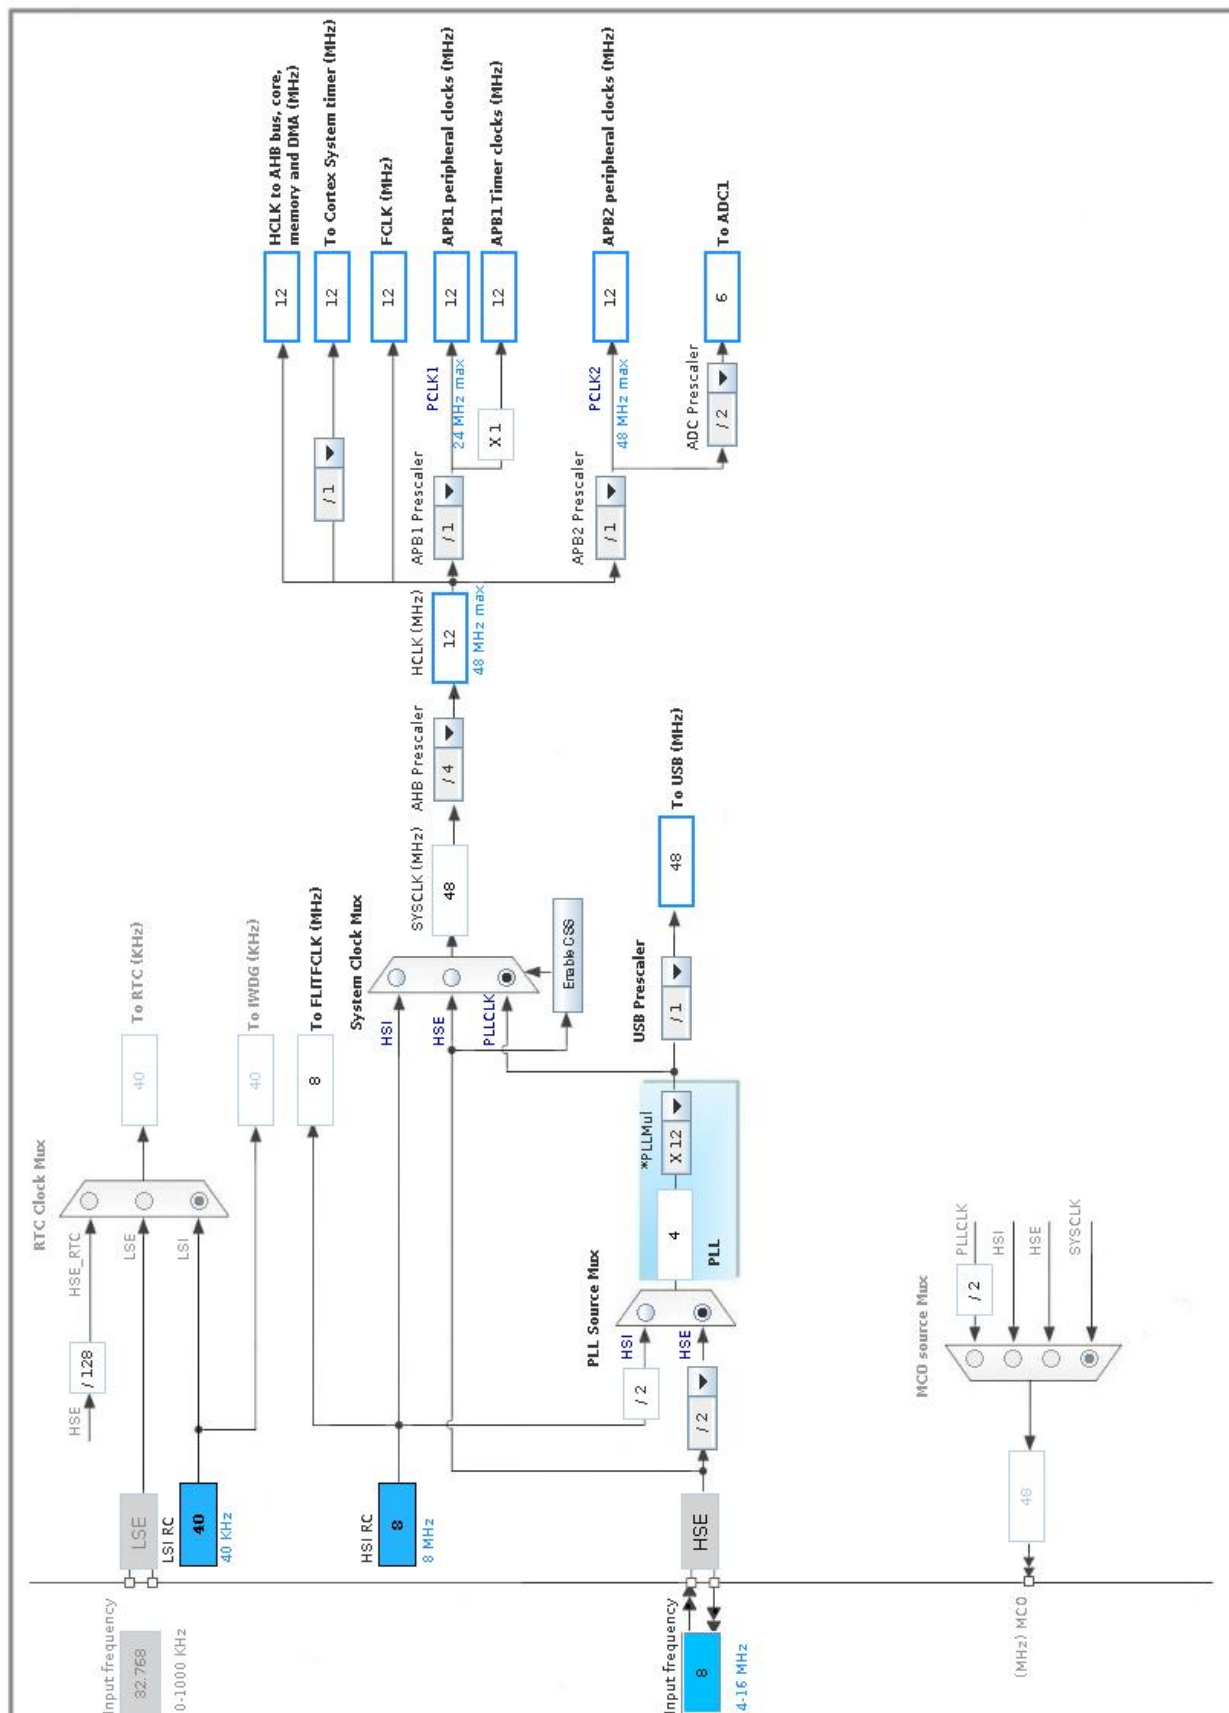 Input frequency
32.768
0-1000 KHz
LSE
LSI RC
40
40 KHz
HSE
/ 128
HSE_RTC
LSE
LSI
RTC Clock Mux
40
To RTC (KHz)
40
To IWDG (KHz)
8
To FLITFCLK (MHz)
HSI RC
8
8 MHz
System Clock Mux
HSI
HSE
PLLCLK
Enable CSS
SYSCLK (MHz)
48
AHB Prescaler
/ 4
HCLK (MHz)
12
48 MHz max
12
HCLK to AHB bus, core,
memory and DMA (MHz)
/ 1
12
To Cortex System timer (MHz)
12
FCLK (MHz)
APB1 Prescaler
/ 1
PCLK1
24 MHz max
12
APB1 peripheral clocks (MHz)
X 1
12
APB1 Timer clocks (MHz)
APB2 Prescaler
/ 1
PCLK2
48 MHz max
12
APB2 peripheral clocks (MHz)
ADC Prescaler
/ 2
6
To ADC1
Input frequency
8
4-16 MHz
HSE
/ 2
/ 2
PLL Source Mux
HSI
HSE
4
*PLLMul
X 12
PLL
USB Prescaler
/ 1
48
To USB (MHz)
(MHz) MCO
48
MCO source Mux
/ 2
PLLCLK
HSI
HSE
SYSCLK